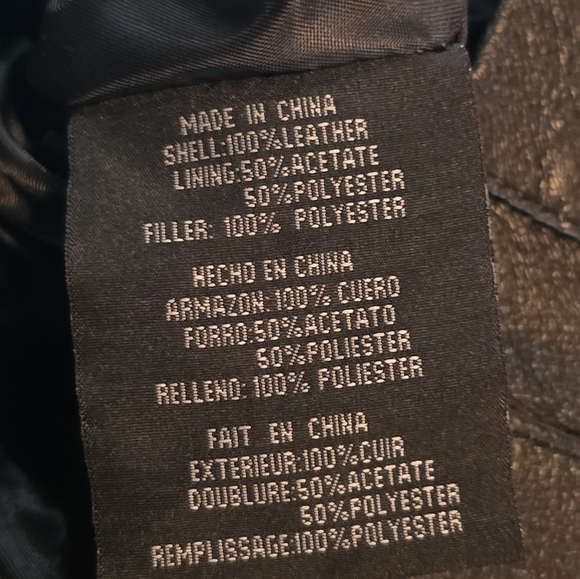 MADE IN CHINA
SHELL:100%LEATHER
LINING:50%ACETATE
50%POLYESTER
FILLER: 100% POLYESTER
HECHO EN CHINA
ARMAZON:100% CUERO
FORRO:50%ACETATO
50%POLIESTER
RELLENO: 100% POLIESTER
FAIT EN CHINA
EXTERIEUR:100%CUIR
DOUBLURE:50%ACETATE
50%POLYESTER
REMPLISSAGE:100%POLYESTER